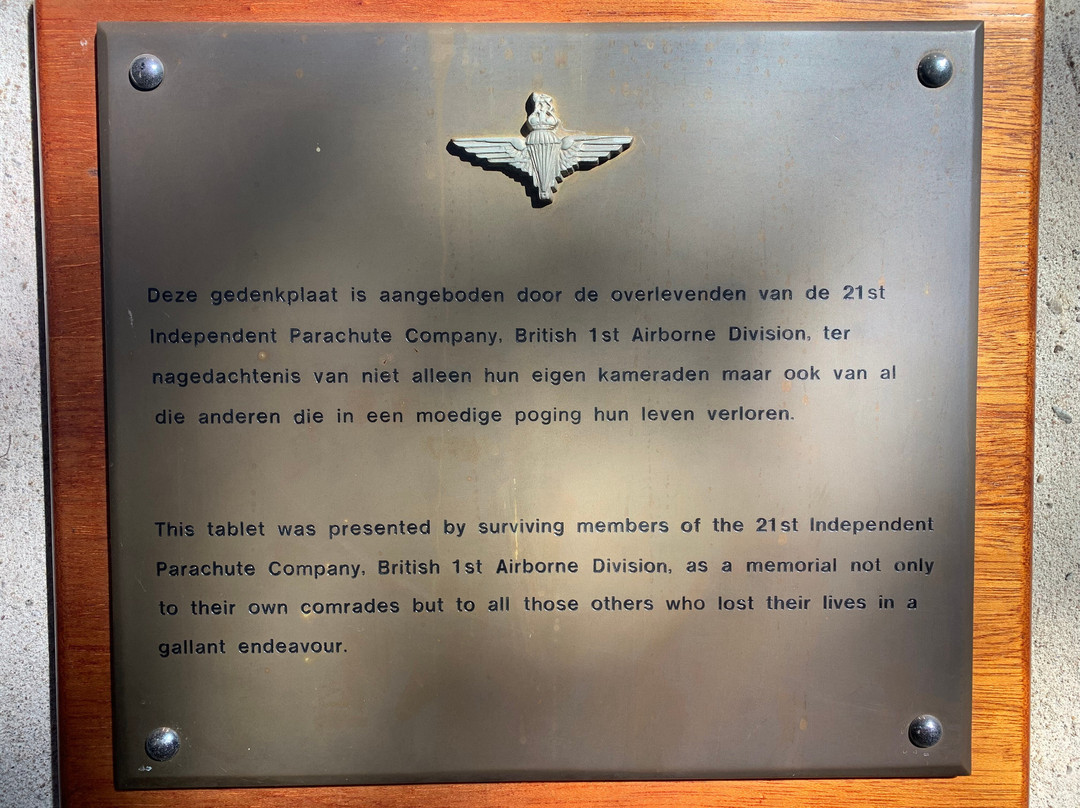 Deze gedenkplaat is aangeboden door de overlevenden van de 21st
Independent Parachute Company, British 1st Airborne Division, ter
nagedachtenis van niet alleen hun eigen kameraden maar ook van al
die anderen die in een moedige poging hun leven verloren.
This tablet was presented by surviving members of the 21st Independent
Parachute Company, British 1st Airborne Division, as a memorial not only
to their own comrades but to all those others who lost their lives in a
gallant endeavour.